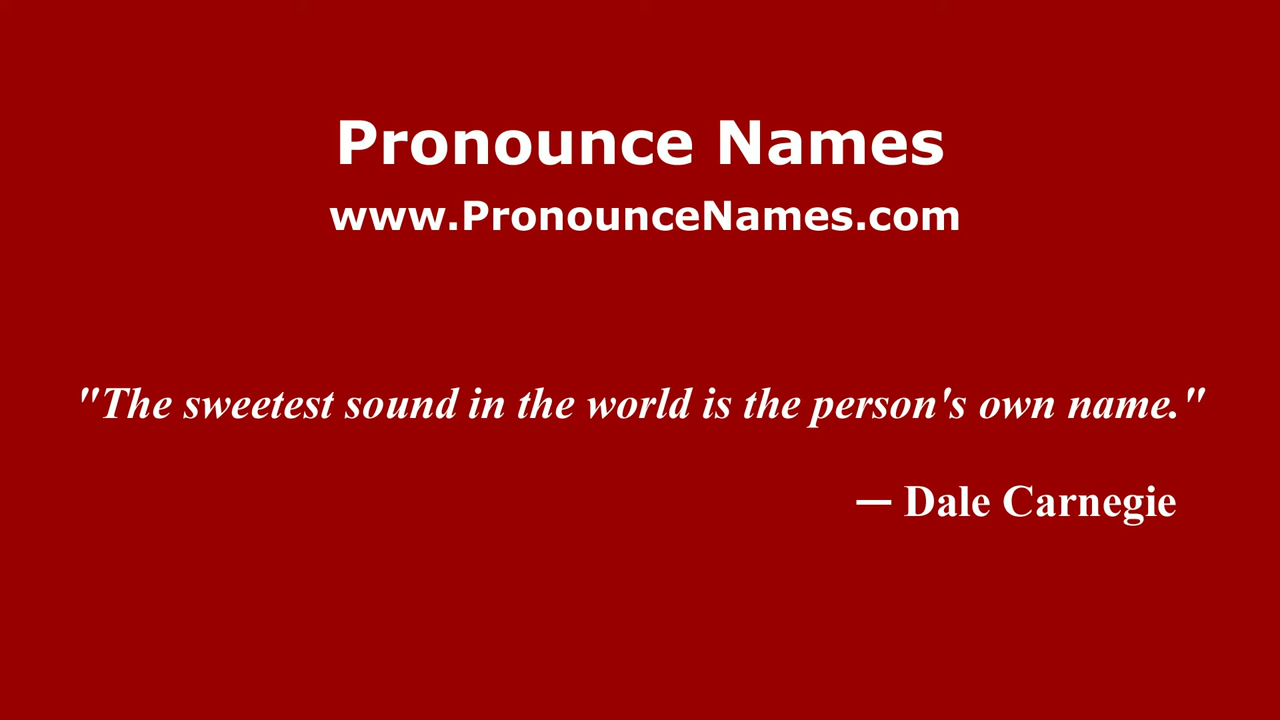 Pronounce Names
www.PronounceNames.com
"The sweetest sound in the world is the person's own name."
— Dale Carnegie